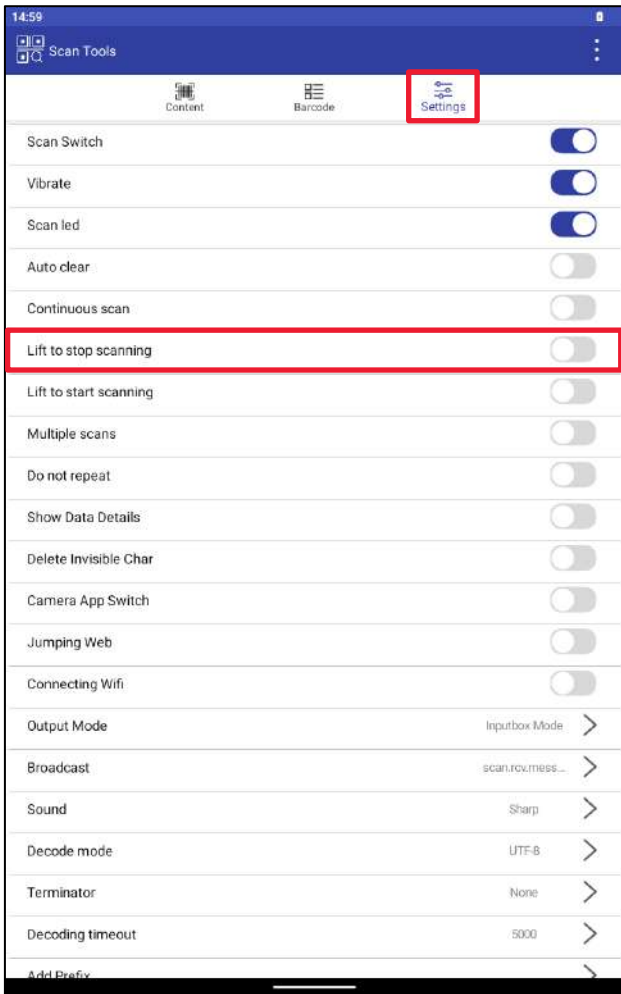 14:59
Scan Tools
Content Barcode Settings
Scan Switch
Vibrate
Scan led
Auto clear
Continuous scan
Lift to stop scanning
Lift to start scanning
Multiple scans
Do not repeat
Show Data Details
Delete Invisible Char
Camera App Switch
Jumping Web
Connecting Wifi
Output Mode Inputbox Mode
Broadcast scan.rcv.mess...
Sound Sharp
Decode mode UTF-8
Terminator None
Decoding timeout 5000
Add Prefix